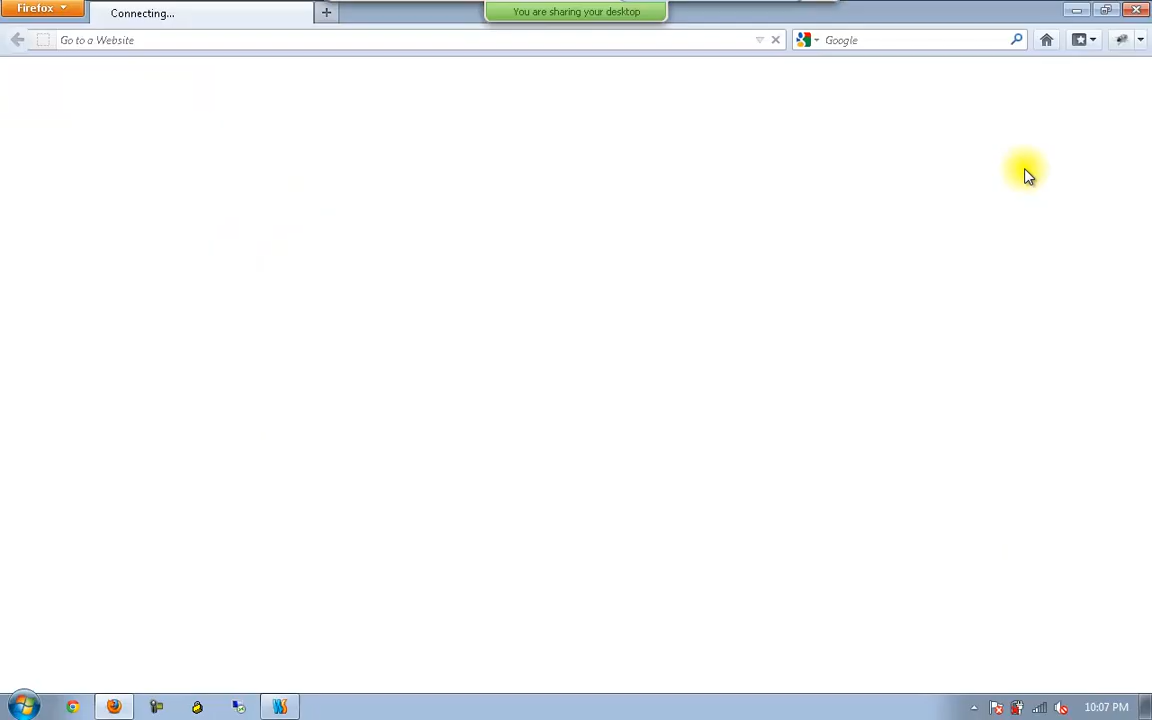 Firefox
Connecting...
You are sharing your desktop
Go to a Website
Google
10:07 PM